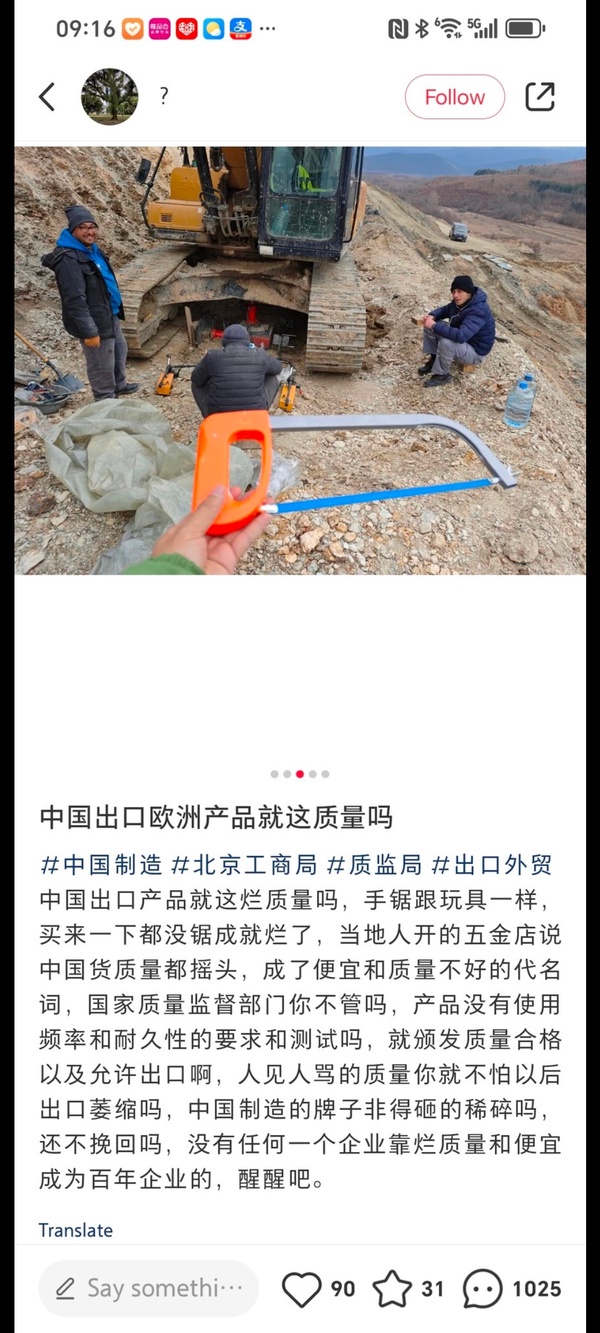 09:16
6
5G
?
Follow
中国出口欧洲产品就这质量吗
#中国制造 #北京工商局 #质监局 #出口外贸
中国出口产品就这烂质量吗，手锯跟玩具一样，
买来一下都没锯成就烂了，当地人开的五金店说
中国货质量都摇头，成了便宜和质量不好的代名
词，国家质量监督部门你不管吗，产品没有使用
频率和耐久性的要求和测试吗，就颁发质量合格
以及允许出口啊，人见人骂的质量你就不怕以后
出口萎缩吗，中国制造的牌子非得砸的稀碎吗，
还不挽回吗，没有任何一个企业靠烂质量和便宜
成为百年企业的，醒醒吧。
Translate
Say somethi···
90
31
1025